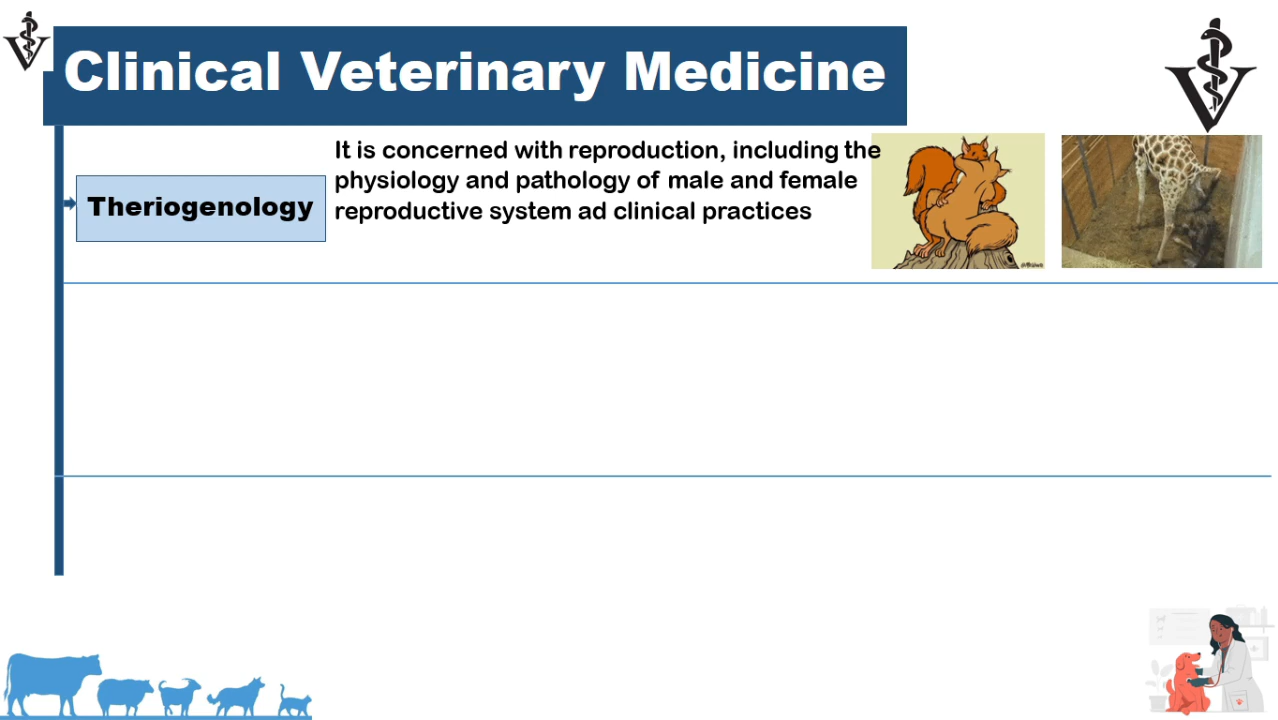 Clinical Veterinary Medicine
It is concerned with reproduction, including the
physiology and pathology of male and female
reproductive system ad clinical practices
Theriogenology